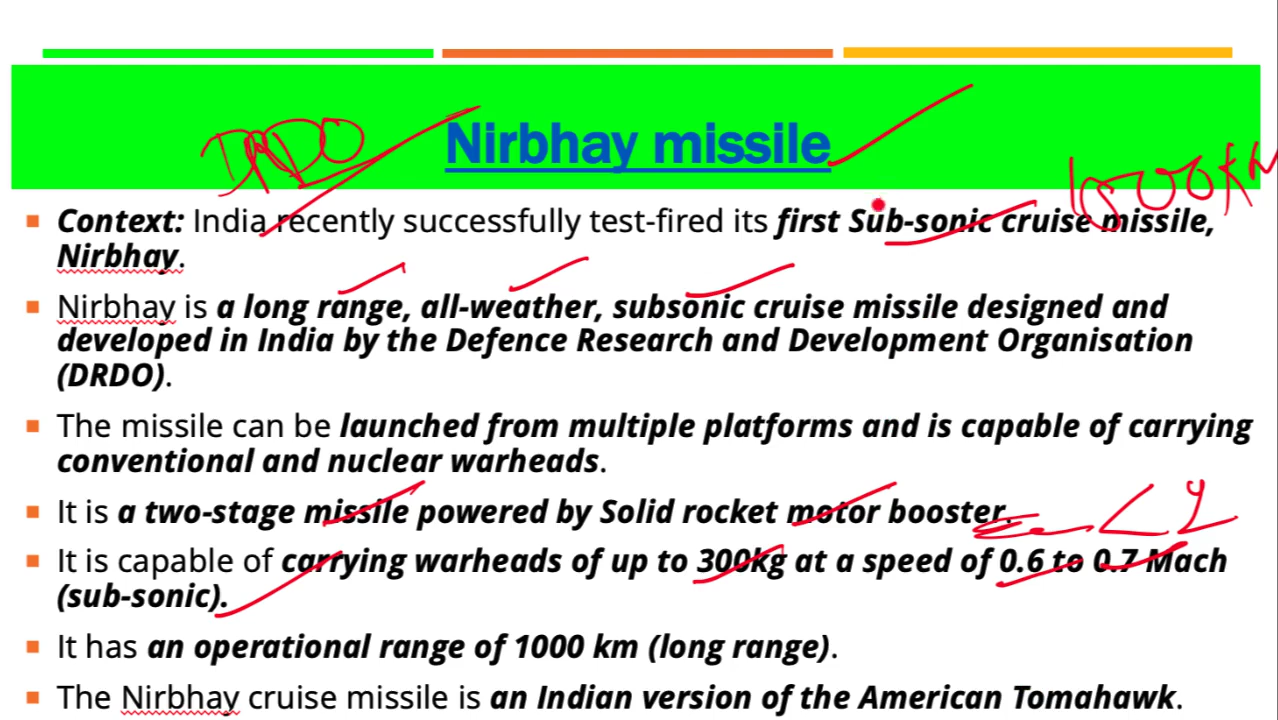 DRDO
Nirbhay missile
1000 KM
Context: India recently successfully test-fired its first Sub-sonic cruise missile,
Nirbhay.
Nirbhay is a long range, all-weather, subsonic cruise missile designed and
developed in India by the Defence Research and Development Organisation
(DRDO).
The missile can be launched from multiple platforms and is capable of carrying
conventional and nuclear warheads.
It is a two-stage missile powered by Solid rocket motor booster.
It is capable of carrying warheads of up to 300kg at a speed of 0.6 to 0.7 Mach
(sub-sonic).
It has an operational range of 1000 km (long range).
The Nirbhay cruise missile is an Indian version of the American Tomahawk.